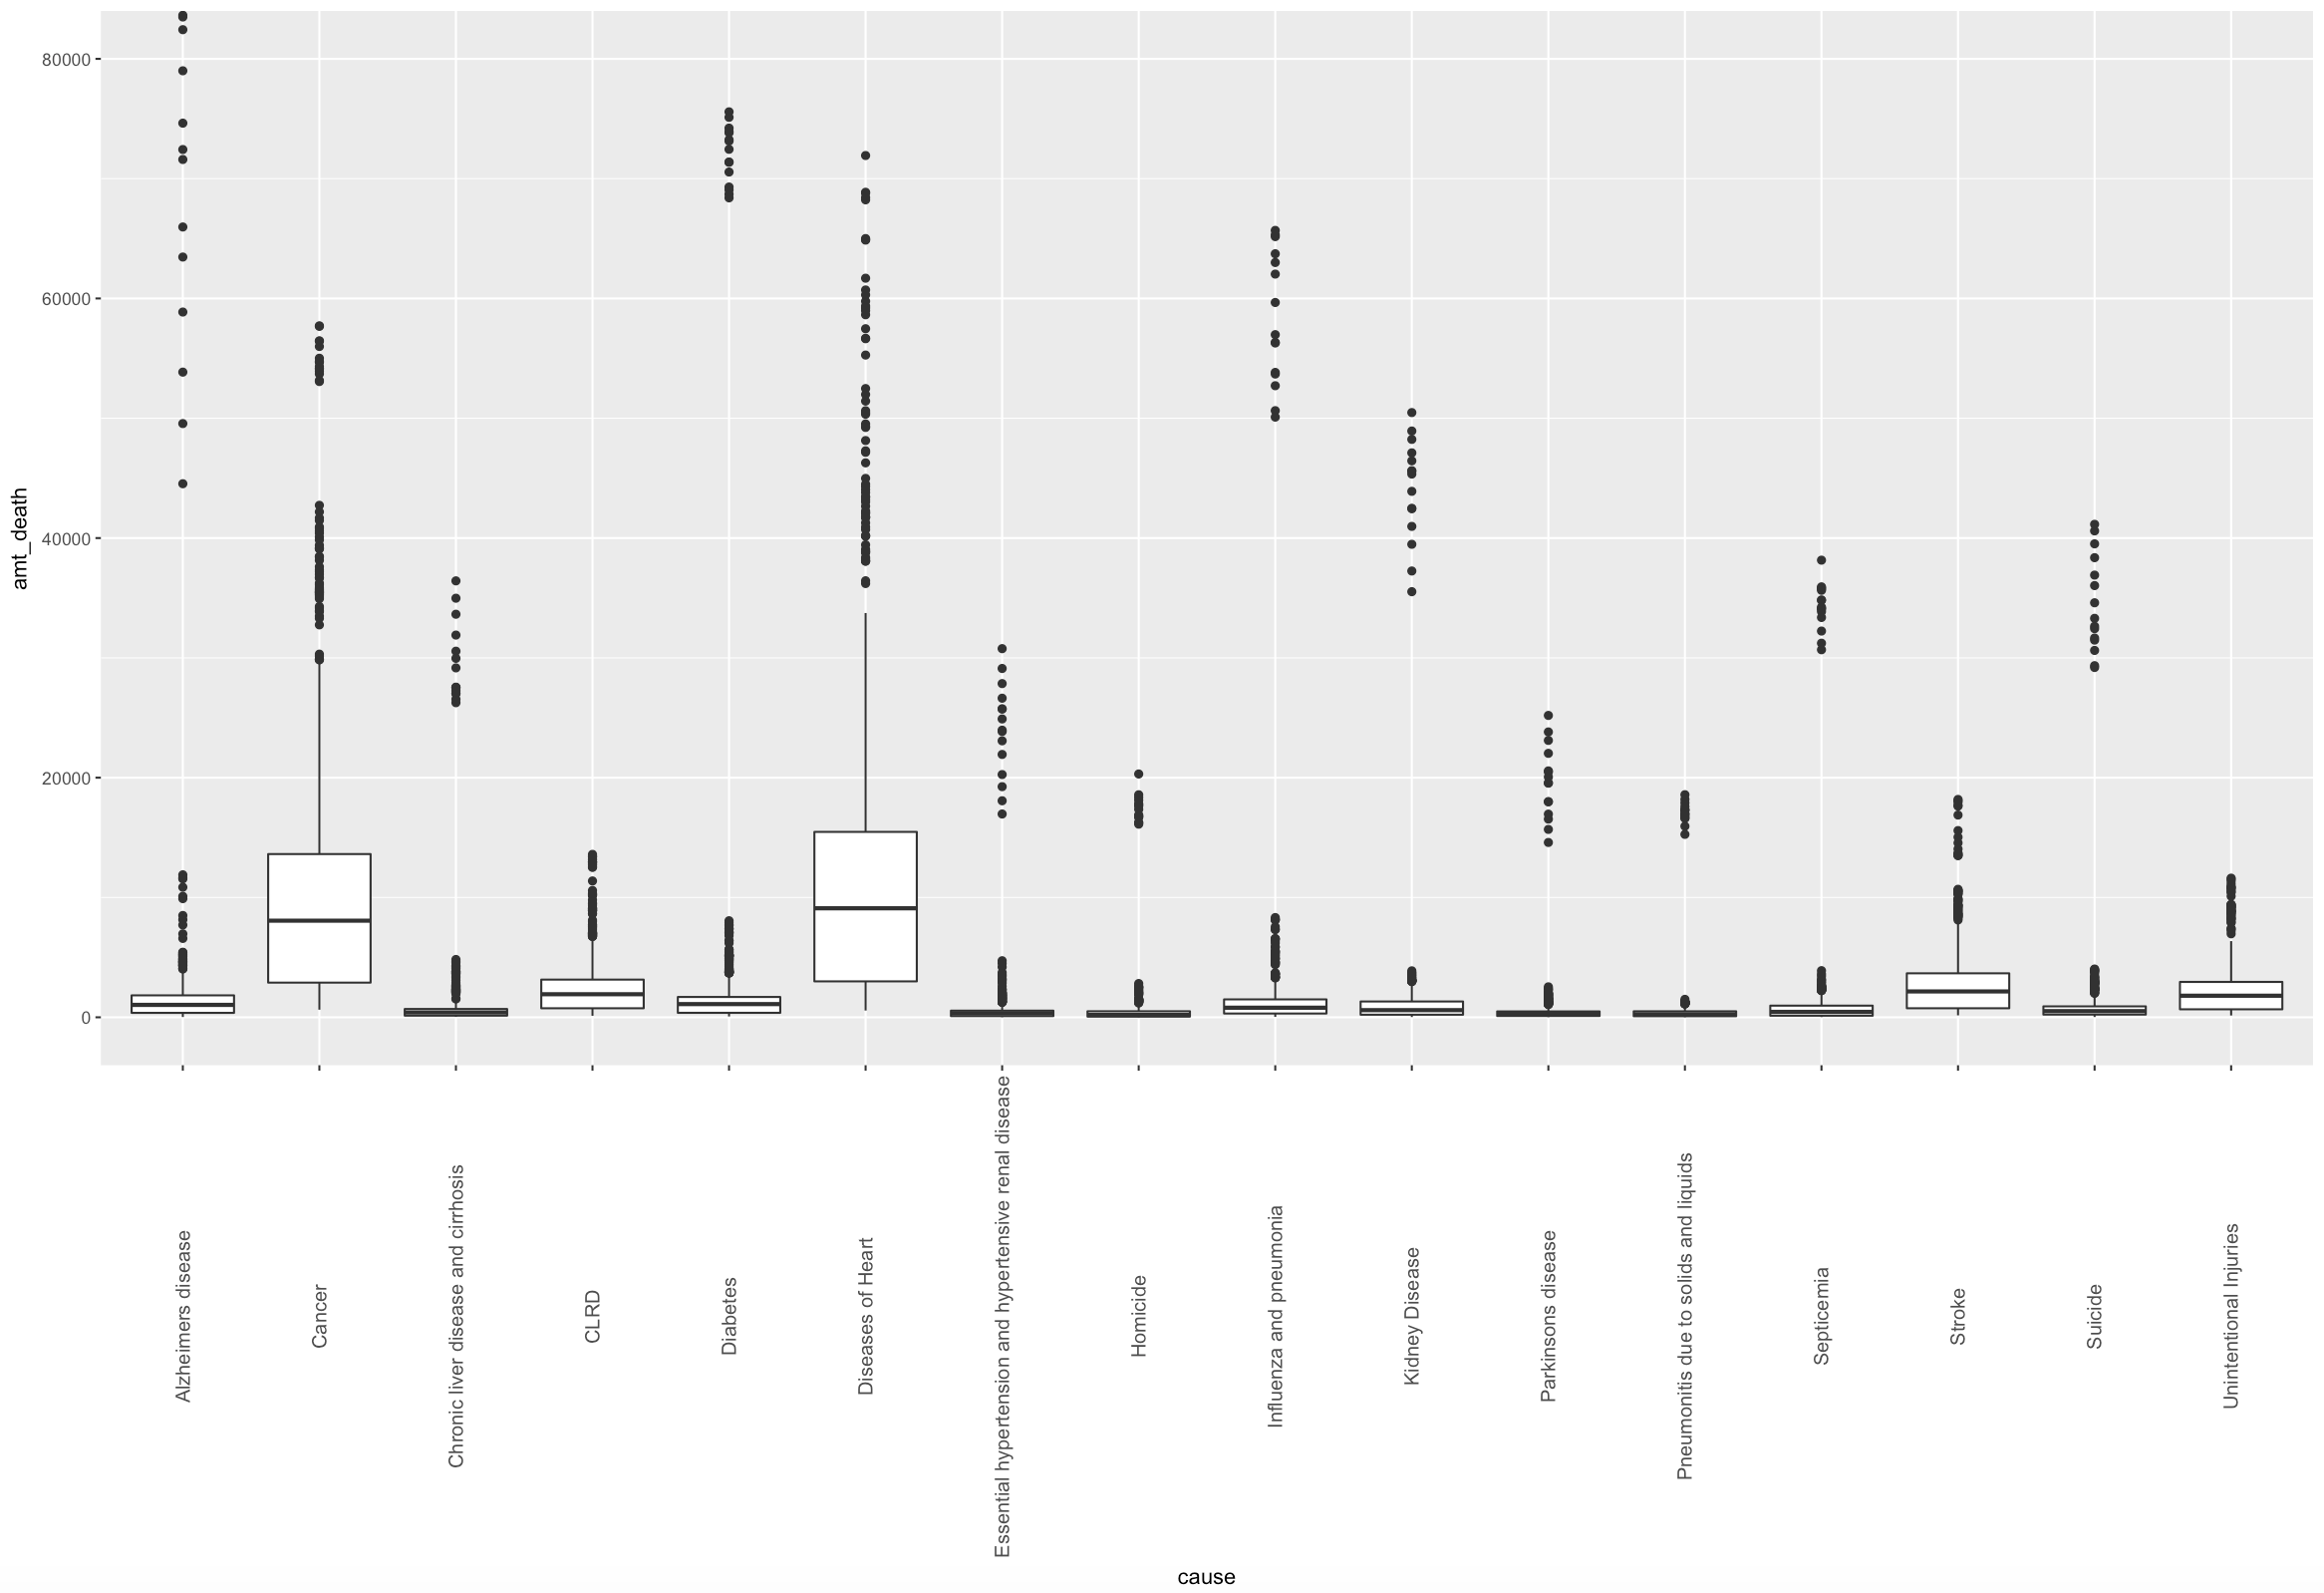 80000
60000
40000
20000
0
amt_death
Alzheimers disease
Cancer
Chronic liver disease and cirrhosis
CLRD
Diabetes
Diseases of Heart
Essential hypertension and hypertensive renal disease
Homicide
Influenza and pneumonia
Kidney Disease
Parkinsons disease
Pneumonitis due to solids and liquids
Septicemia
Stroke
Suicide
Unintentional Injuries
cause